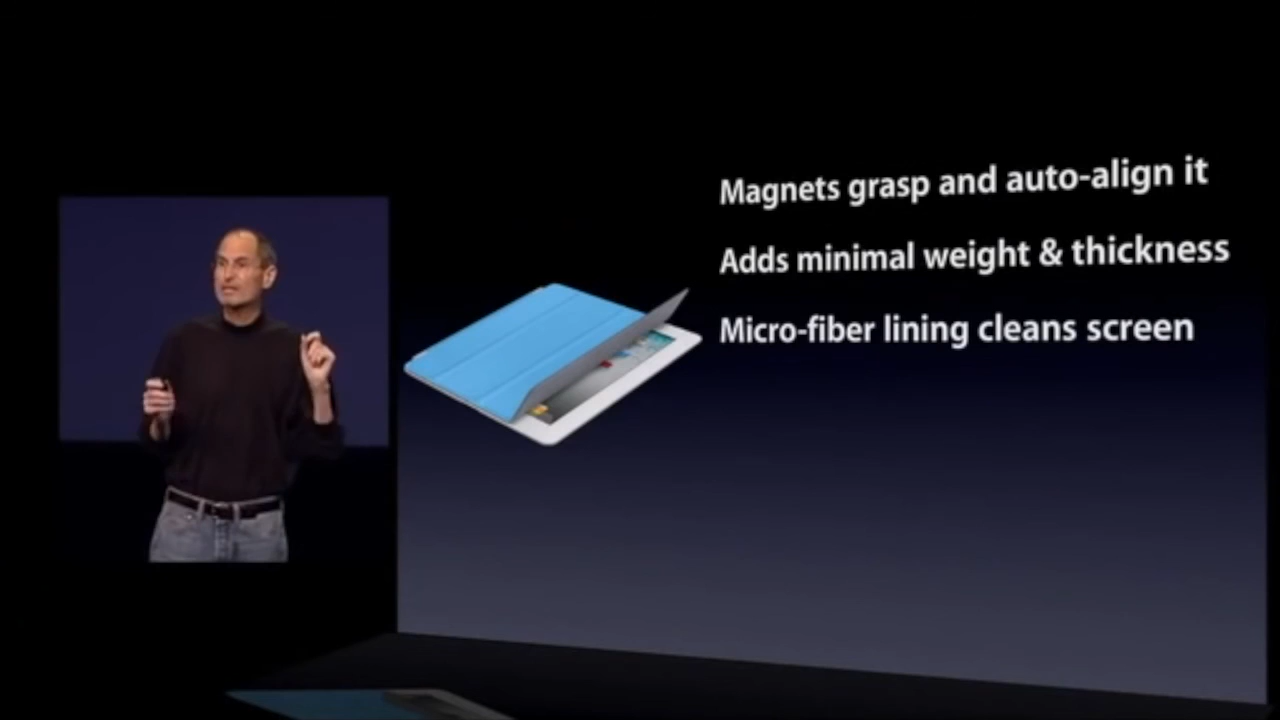 Magnets grasp and auto-align it
Adds minimal weight & thickness
Micro-fiber lining cleans screen